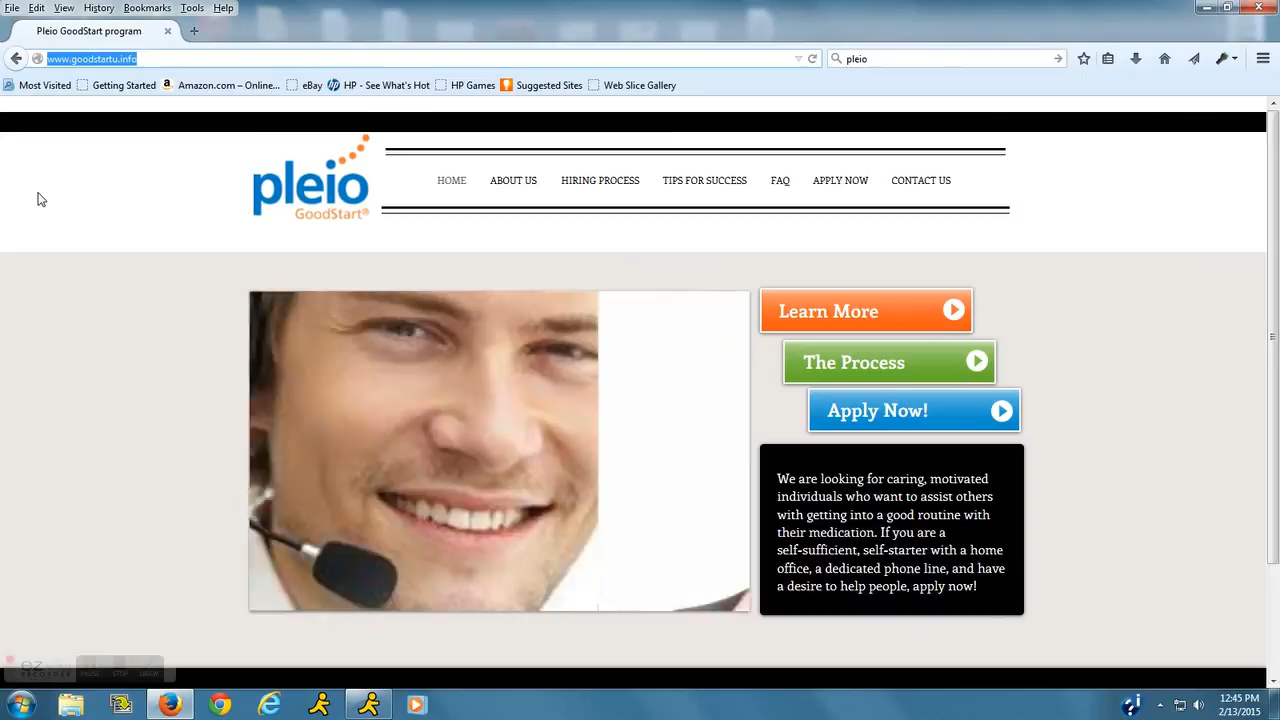 File Edit View History Bookmarks Tools Help
Pleio GoodStart program
www.goodstartu.info
pleio
Most Visited Getting Started Amazon.com – Online... eBay HP - See What's Hot HP Games Suggested Sites Web Slice Gallery
pleio
GoodStart®
HOME ABOUT US HIRING PROCESS TIPS FOR SUCCESS FAQ APPLY NOW CONTACT US
Learn More
The Process
Apply Now!
We are looking for caring, motivated
individuals who want to assist others
with getting into a good routine with
their medication. If you are a
self-sufficient, self-starter with a home
office, a dedicated phone line, and have
a desire to help people, apply now!
ez
RECORDER PAUSE STOP DRAW
12:45 PM
2/13/2015